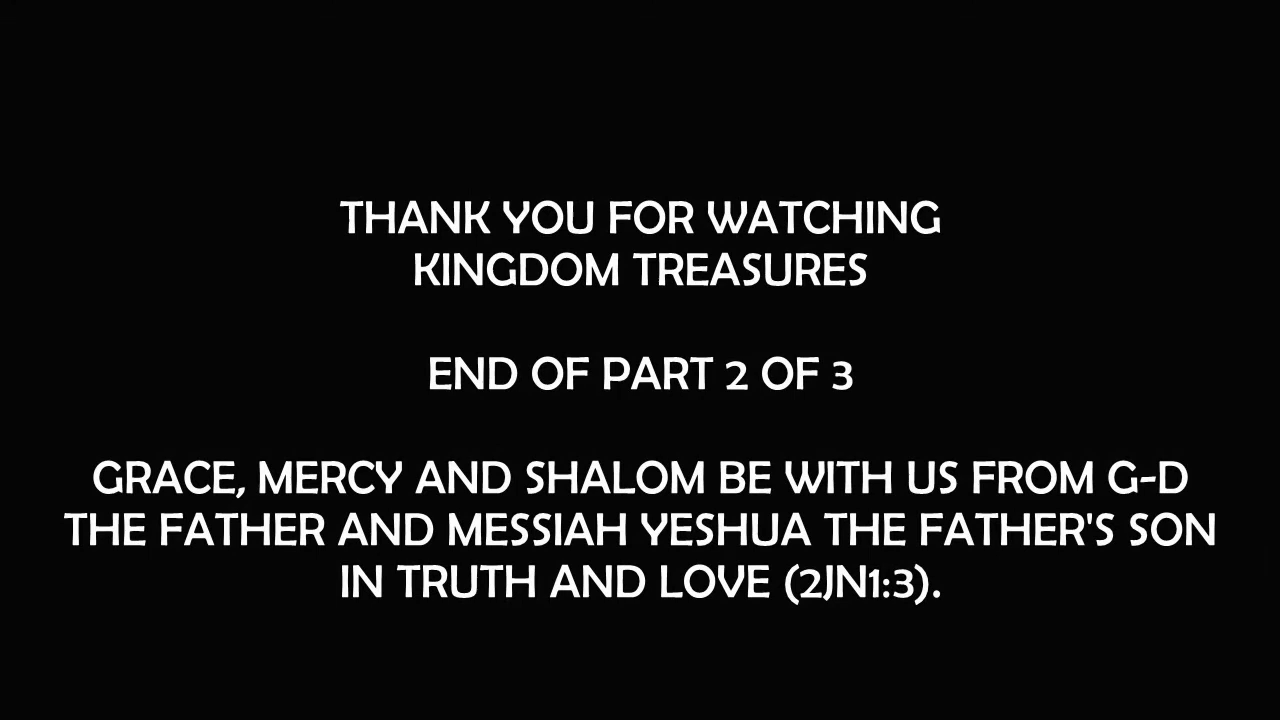 THANK YOU FOR WATCHING
KINGDOM TREASURES
END OF PART 2 OF 3
GRACE, MERCY AND SHALOM BE WITH US FROM G-D
THE FATHER AND MESSIAH YESHUA THE FATHER'S SON
IN TRUTH AND LOVE (2JN1:3).